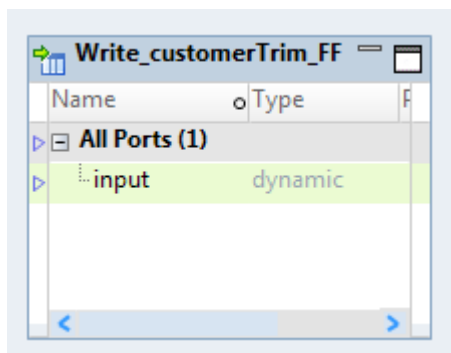 Write_customerTrim_FF
Name Type
All Ports (1)
input dynamic